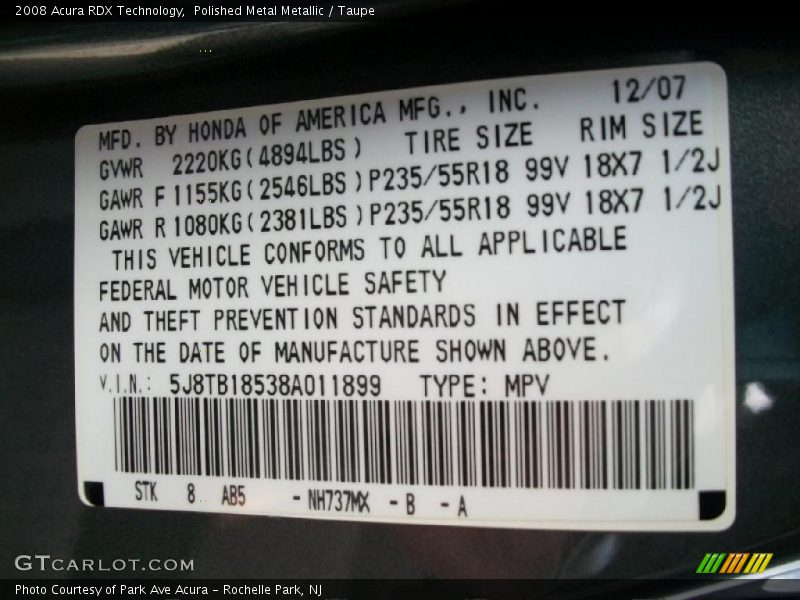 2008 Acura RDX Technology,  Polished Metal Metallic / Taupe
MFD. BY HONDA OF AMERICA MFG., INC. 12/07
GVWR 2220KG(4894LBS) TIRE SIZE RIM SIZE
GAWR F 1155KG(2546LBS)P235/55R18 99V 18X7 1/2J
GAWR R 1080KG(2381LBS)P235/55R18 99V 18X7 1/2J
THIS VEHICLE CONFORMS TO ALL APPLICABLE
FEDERAL MOTOR VEHICLE SAFETY
AND THEFT PREVENTION STANDARDS IN EFFECT
ON THE DATE OF MANUFACTURE SHOWN ABOVE.
V.I.N.: 5J8TB18538A011899 TYPE: MPV
STK 8 AB5 -NH737MX -B -A
GTCARLOT.COM
Photo Courtesy of Park Ave Acura - Rochelle Park, NJ